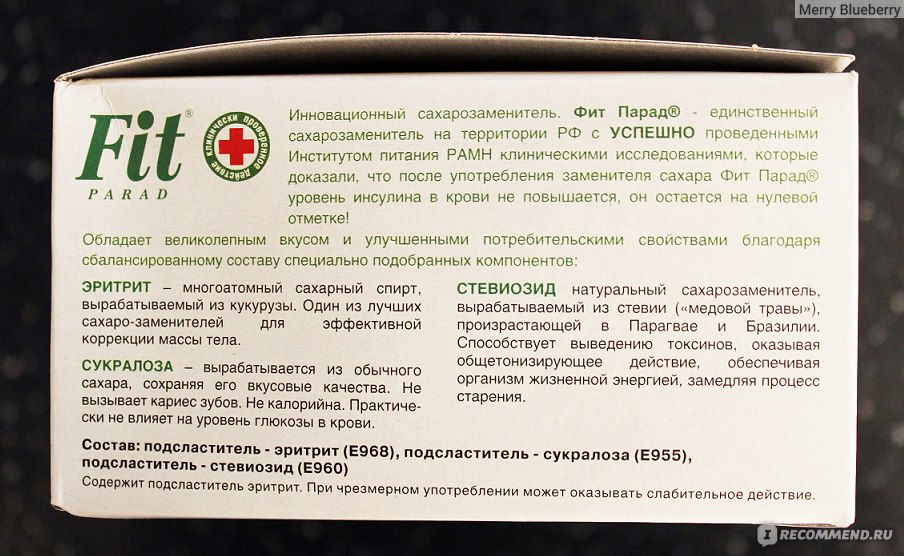 Merry Blueberry
Fit®
PARAD
клинически проверенное действие
Инновационный сахарозаменитель. Фит Парад® - единственный
сахарозаменитель на территории РФ с УСПЕШНО проведенными
Институтом питания РАМН клиническими исследованиями, которые
доказали, что после употребления заменителя сахара Фит Парад®
уровень инсулина в крови не повышается, он остается на нулевой
отметке!
Обладает великолепным вкусом и улучшенными потребительскими свойствами благодаря
сбалансированному составу специально подобранных компонентов:
ЭРИТРИТ – многоатомный сахарный спирт,
вырабатываемый из кукурузы. Один из лучших
сахаро-заменителей для эффективной
коррекции массы тела.
СУКРАЛОЗА – вырабатывается из обычного
сахара, сохраняя его вкусовые качества. Не
вызывает кариес зубов. Не калорийна. Практиче-
ски не влияет на уровень глюкозы в крови.
СТЕВИОЗИД натуральный сахарозаменитель,
вырабатываемый из стевии («медовой травы»),
произрастающей в Парагвае и Бразилии.
Способствует выведению токсинов, оказывая
общетонизирующее действие, обеспечивая
организм жизненной энергией, замедляя процесс
старения.
Состав: подсластитель - эритрит (Е968), подсластитель - сукралоза (Е955),
подсластитель - стевиозид (Е960)
Содержит подсластитель эритрит. При чрезмерном употреблении может оказывать слабительное действие.
I RECOMMEND.RU